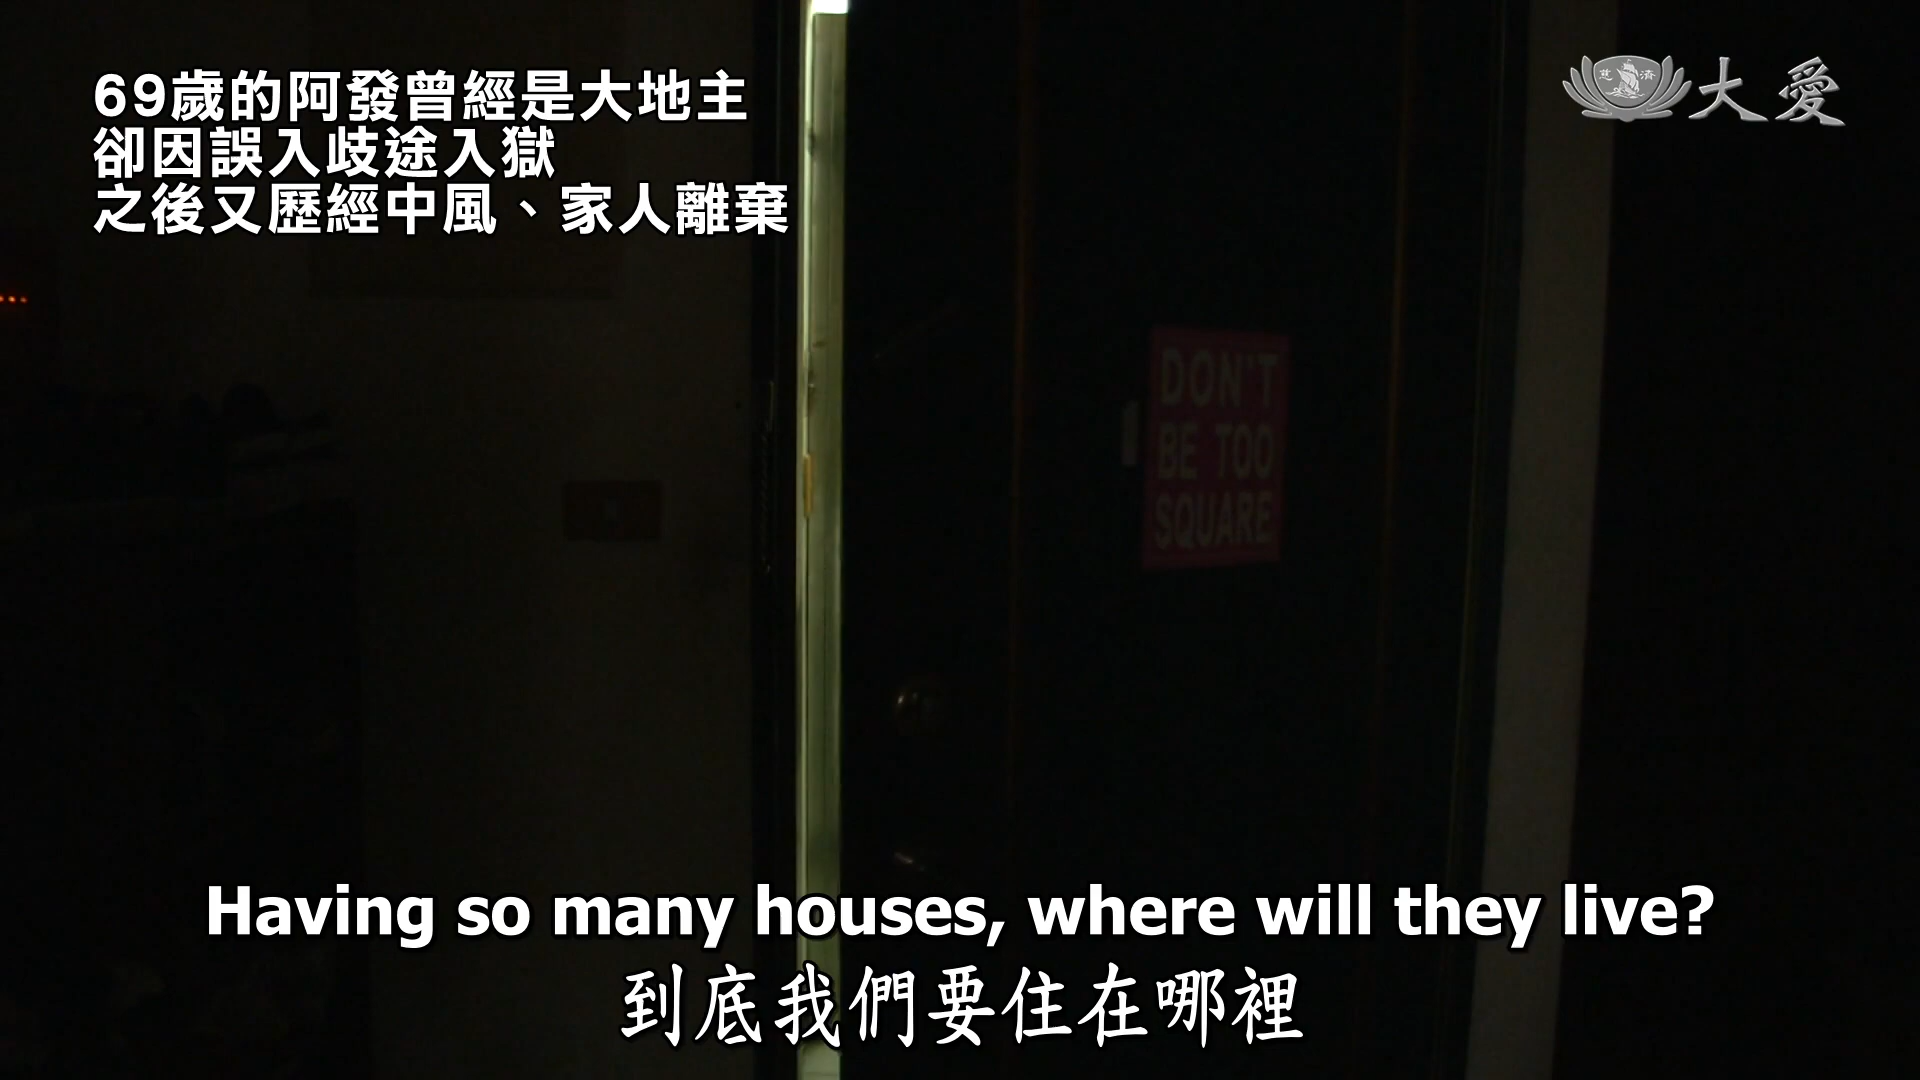 69歲的阿發曾經是大地主
卻因誤入歧途入獄
之後又歷經中風、家人離棄
慈濟
大愛
DON'T
BE TOO
SQUARE
Having so many houses, where will they live?
到底我們要住在哪裡